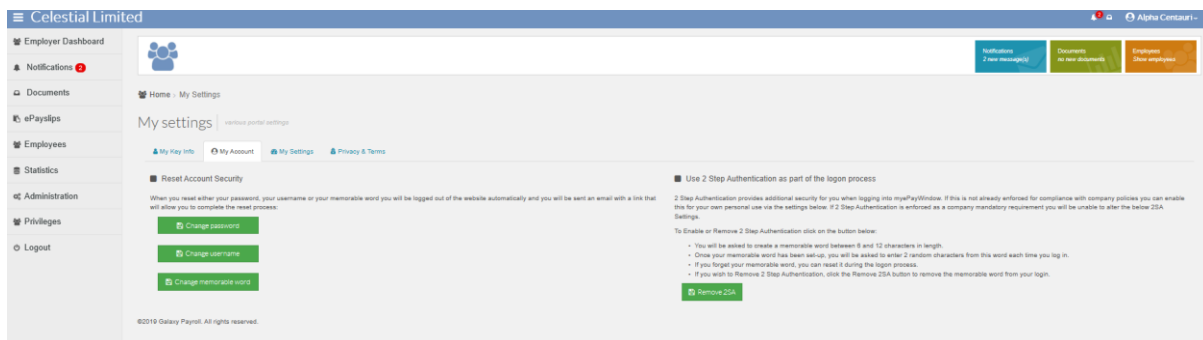 Celestial Limited
2
Alpha Centauri
Employer Dashboard
Notifications 2
Documents
ePayslips
Employees
Statistics
Administration
Privileges
Logout
Notifications
2 new message(s)
Documents
no new documents
Employees
Show employees
Home › My Settings
My settings
various portal settings
My Key Info
My Account
My Settings
Privacy & Terms
Reset Account Security
When you reset either your password, your username or your memorable word you will be logged out of the website automatically and you will be sent an email with a link that
will allow you to complete the reset process:
Change password
Change username
Change memorable word
Use 2 Step Authentication as part of the logon process
2 Step Authentication provides additional security for you when logging into myePayWindow. If this is not already enforced for compliance with company policies you can enable
this for your own personal use via the settings below. If 2 Step Authentication is enforced as a company mandatory requirement you will be unable to alter the below 2SA
Settings.
To Enable or Remove 2 Step Authentication click on the button below:
• You will be asked to create a memorable word between 6 and 12 characters in length.
• Once your memorable word has been set-up, you will be asked to enter 2 random characters from this word each time you log in.
• If you forget your memorable word, you can reset it during the logon process.
• If you wish to Remove 2 Step Authentication, click the Remove 2SA button to remove the memorable word from your login.
Remove 2SA
©2019 Galaxy Payroll. All rights reserved.